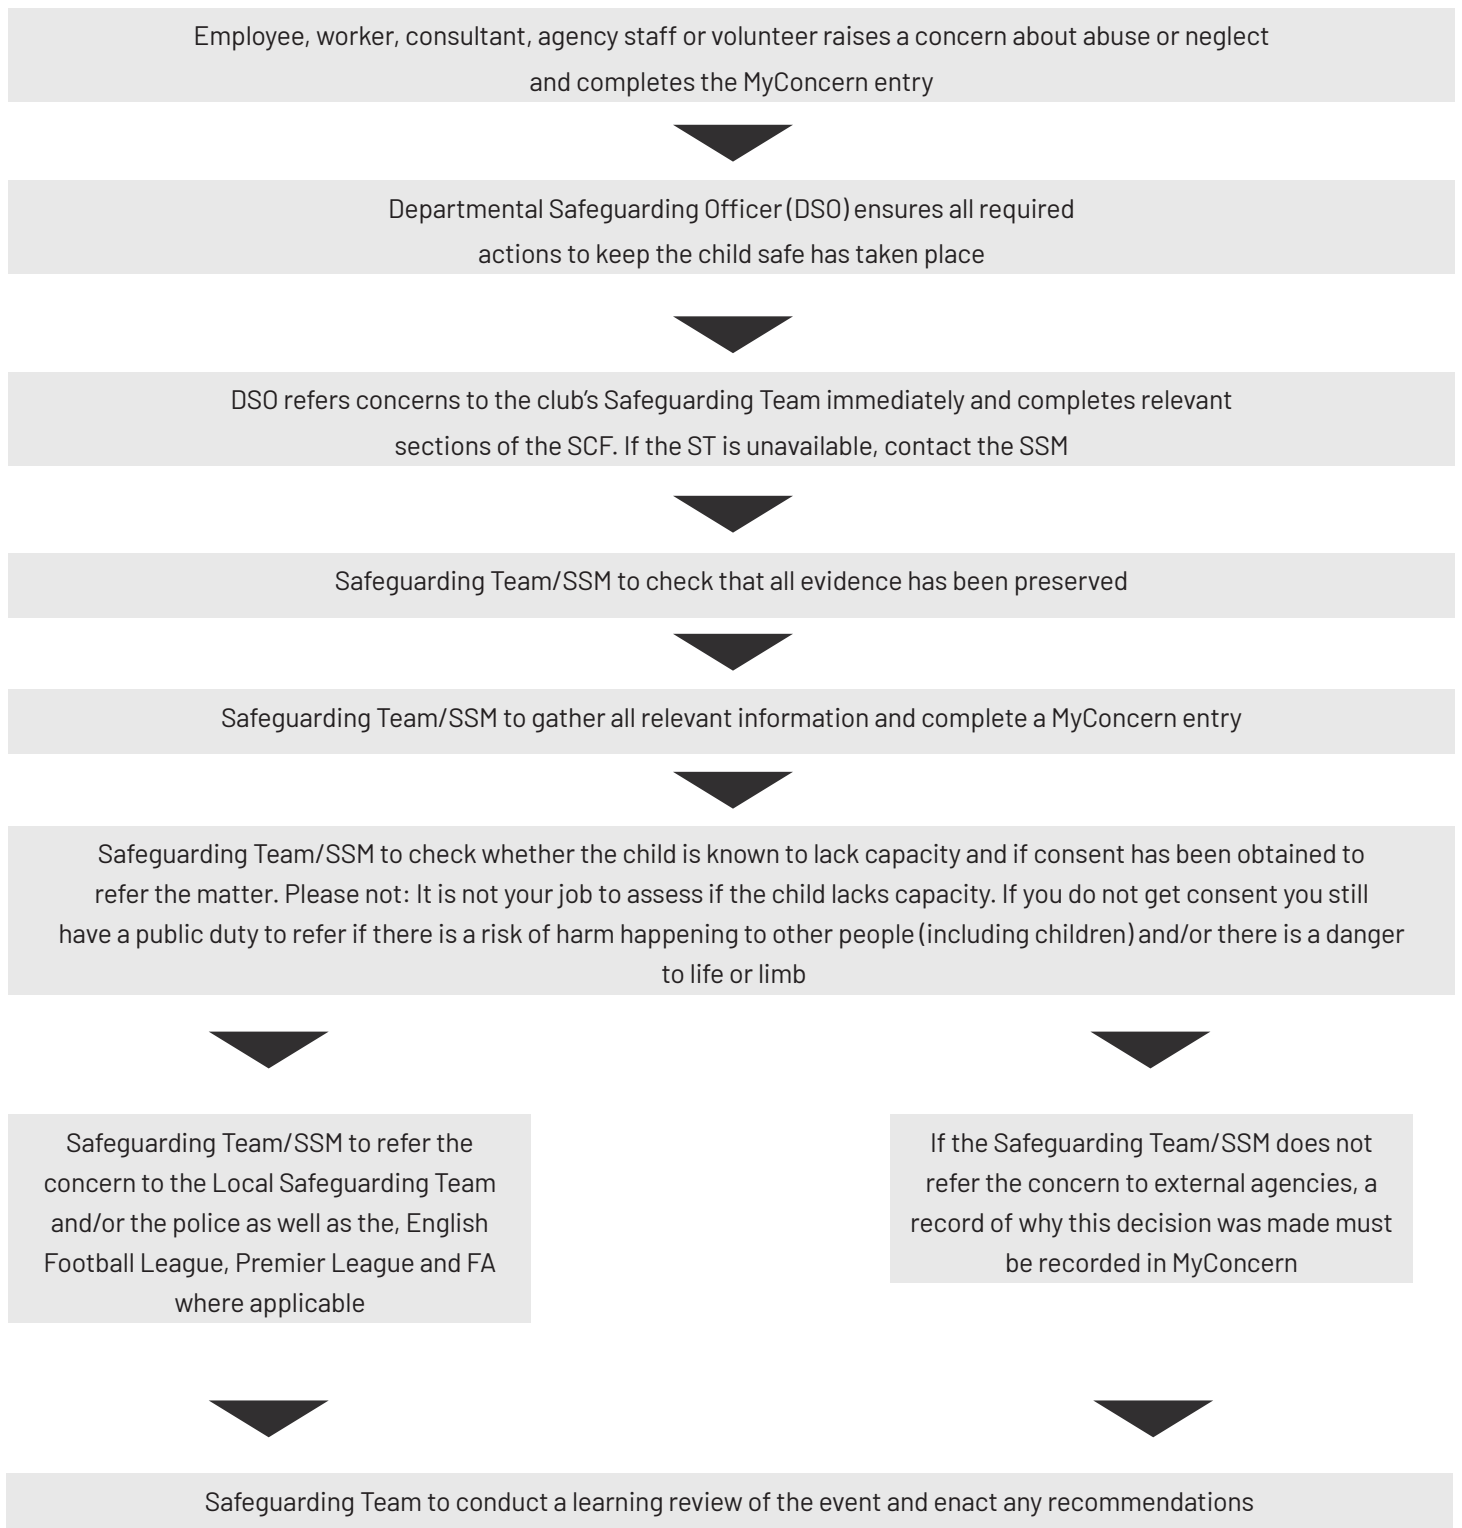 Employee, worker, consultant, agency staff or volunteer raises a concern about abuse or neglect
and completes the MyConcern entry
Departmental Safeguarding Officer (DSO) ensures all required
actions to keep the child safe has taken place
DSO refers concerns to the club's Safeguarding Team immediately and completes relevant
sections of the SCF. If the ST is unavailable, contact the SSM
Safeguarding Team/SSM to check that all evidence has been preserved
Safeguarding Team/SSM to gather all relevant information and complete a MyConcern entry
Safeguarding Team/SSM to check whether the child is known to lack capacity and if consent has been obtained to
refer the matter. Please not: It is not your job to assess if the child lacks capacity. If you do not get consent you still
have a public duty to refer if there is a risk of harm happening to other people (including children) and/or there is a danger
to life or limb
Safeguarding Team/SSM to refer the
concern to the Local Safeguarding Team
and/or the police as well as the, English
Football League, Premier League and FA
where applicable
If the Safeguarding Team/SSM does not
refer the concern to external agencies, a
record of why this decision was made must
be recorded in MyConcern
Safeguarding Team to conduct a learning review of the event and enact any recommendations